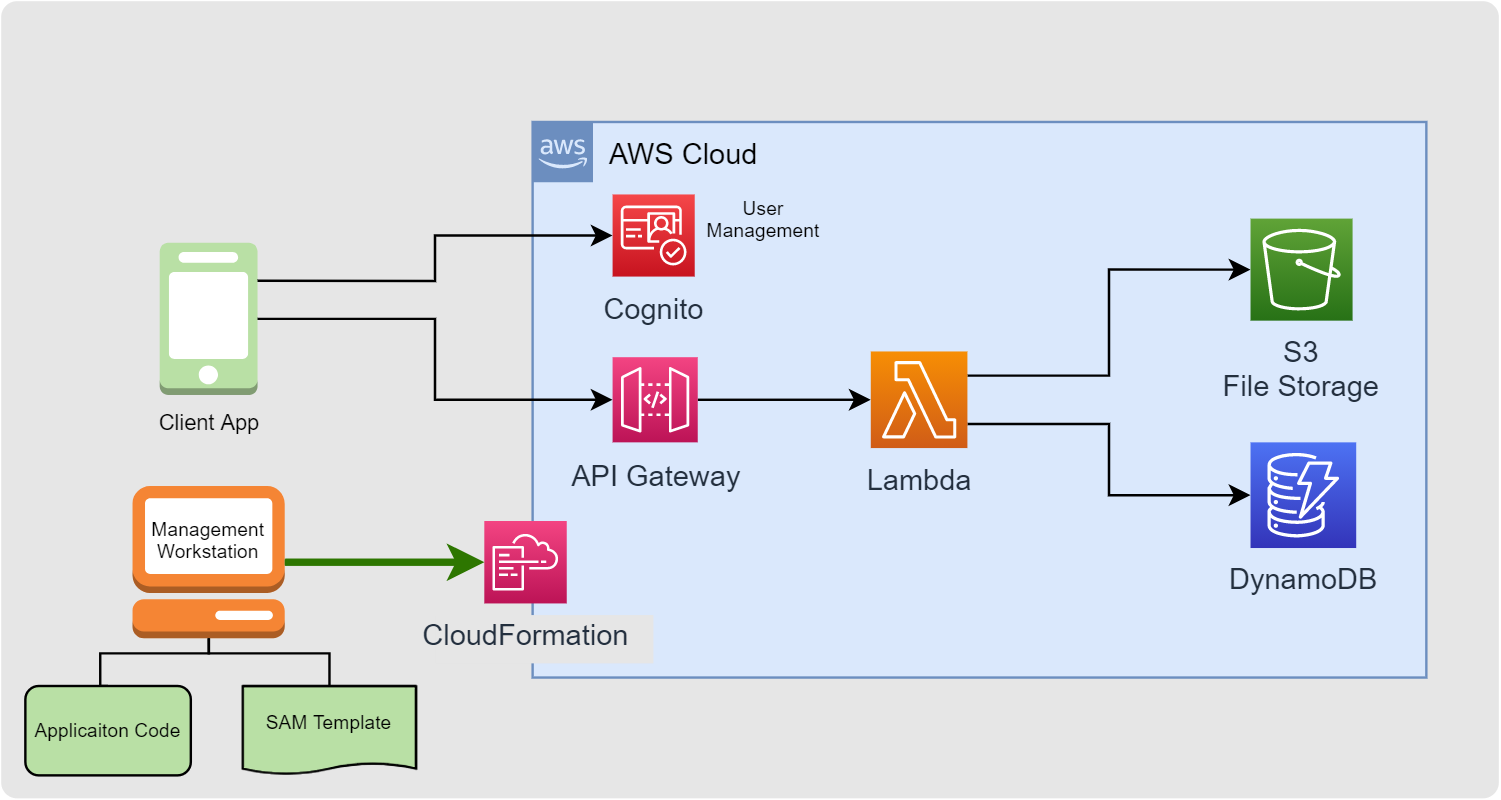 aws
AWS Cloud
User
Management
Cognito
S3
File Storage
Client App
API Gateway
Lambda
Management
Workstation
DynamoDB
CloudFormation
Applicaiton Code
SAM Template